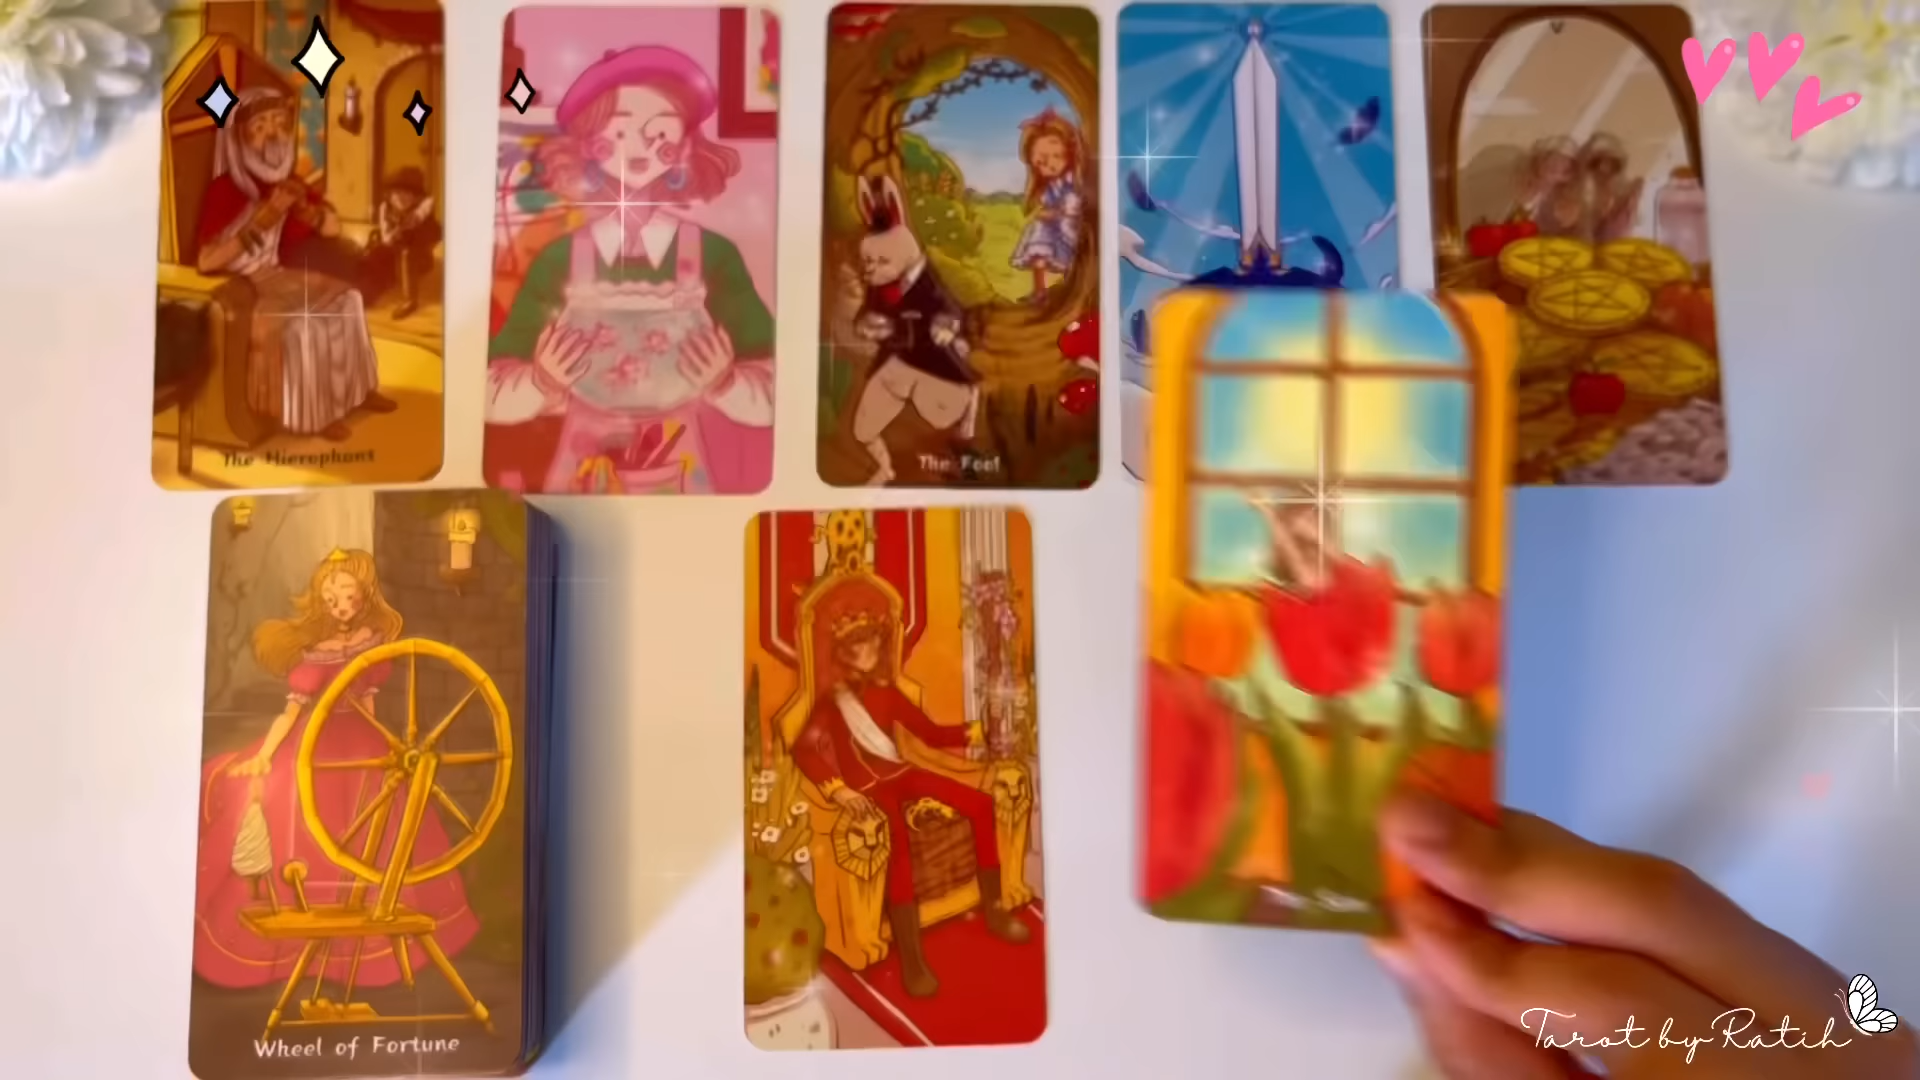 The Hierophant
The Fool
Wheel of Fortune
Tarot by Ratih